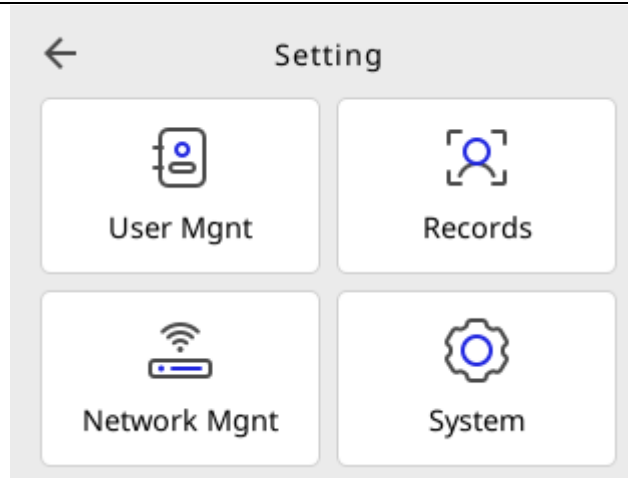 Setting
User Mgnt
Records
Network Mgnt
System